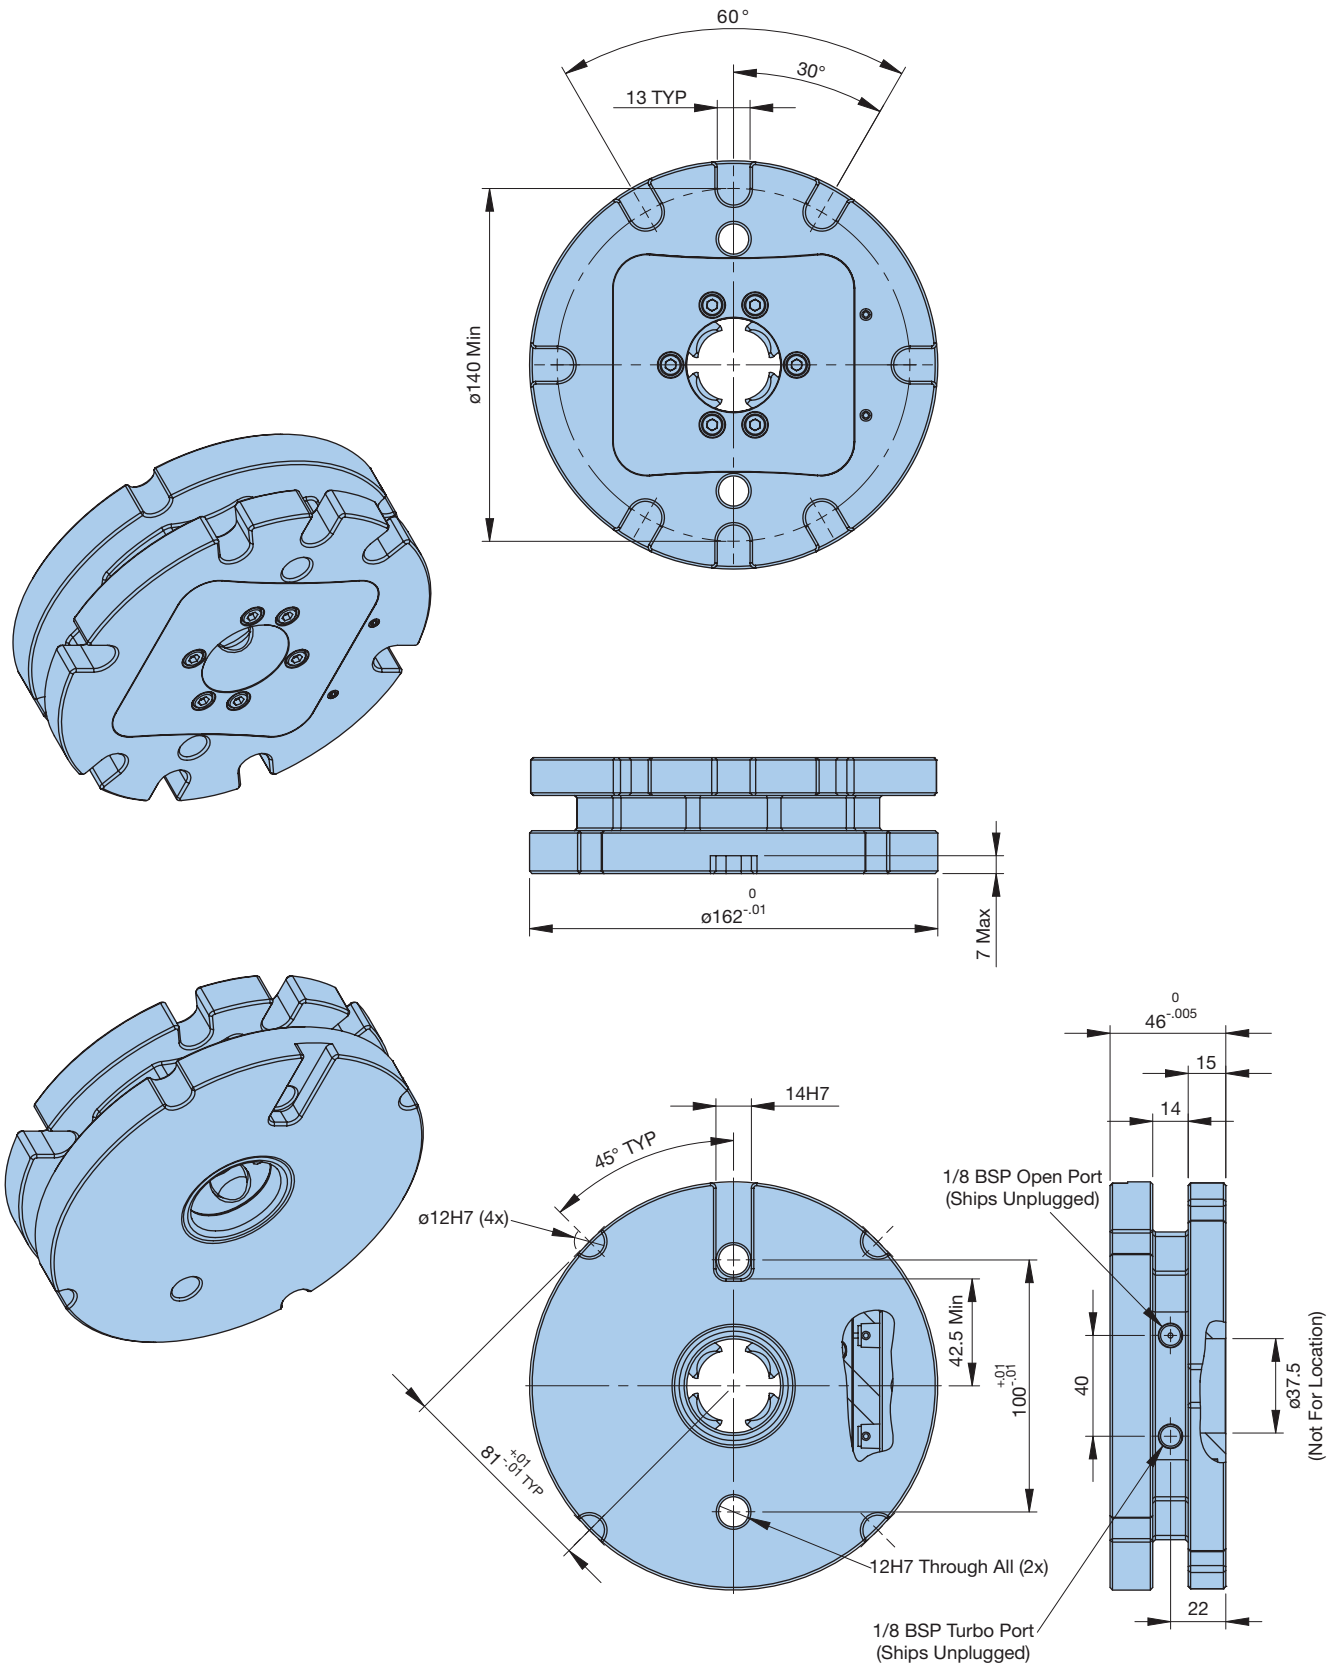 60°
30°
13 TYP
ø140 Min
0
ø162-.01
7 Max
0
46-.005
15
14
14H7
45° TYP
1/8 BSP Open Port
(Ships Unplugged)
ø12H7 (4x)
42.5 Min
+.01
100-.01
40
ø37.5
(Not For Location)
+.01
81-.01 TYP
12H7 Through All (2x)
22
1/8 BSP Turbo Port
(Ships Unplugged)